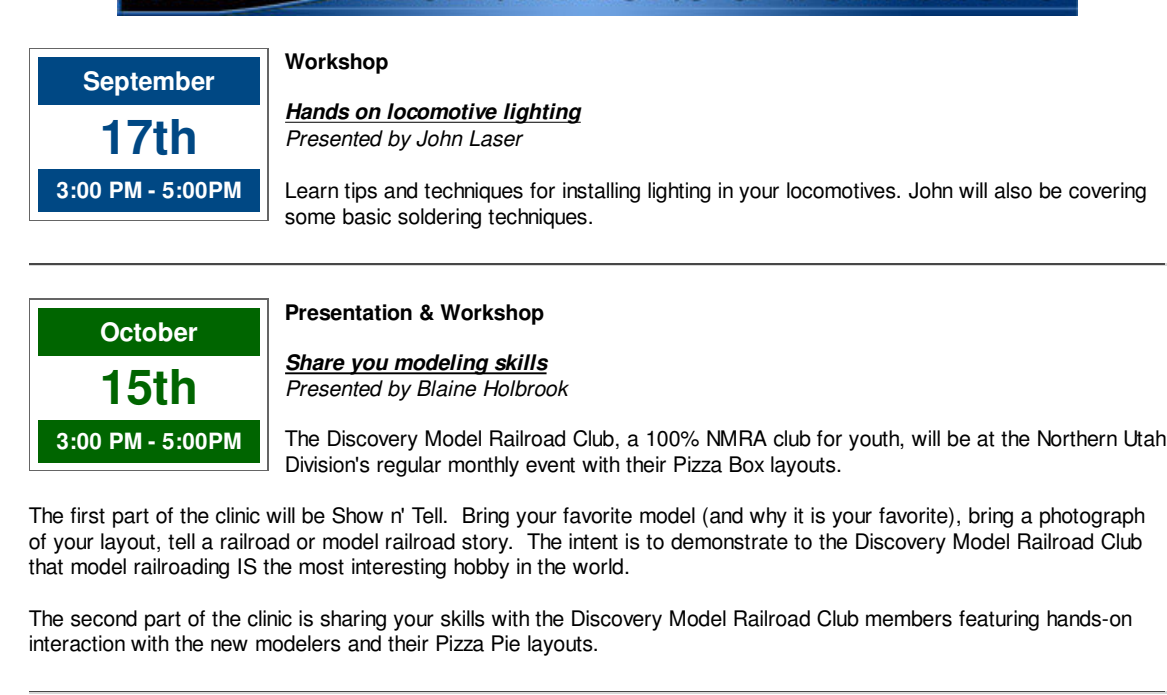 September
17th
3:00 PM - 5:00PM
Workshop
Hands on locomotive lighting
Presented by John Laser
Learn tips and techniques for installing lighting in your locomotives. John will also be covering
some basic soldering techniques.
October
15th
3:00 PM - 5:00PM
Presentation & Workshop
Share you modeling skills
Presented by Blaine Holbrook
The Discovery Model Railroad Club, a 100% NMRA club for youth, will be at the Northern Utah
Division's regular monthly event with their Pizza Box layouts.
The first part of the clinic will be Show n' Tell.  Bring your favorite model (and why it is your favorite), bring a photograph
of your layout, tell a railroad or model railroad story.  The intent is to demonstrate to the Discovery Model Railroad Club
that model railroading IS the most interesting hobby in the world.
The second part of the clinic is sharing your skills with the Discovery Model Railroad Club members featuring hands-on
interaction with the new modelers and their Pizza Pie layouts.